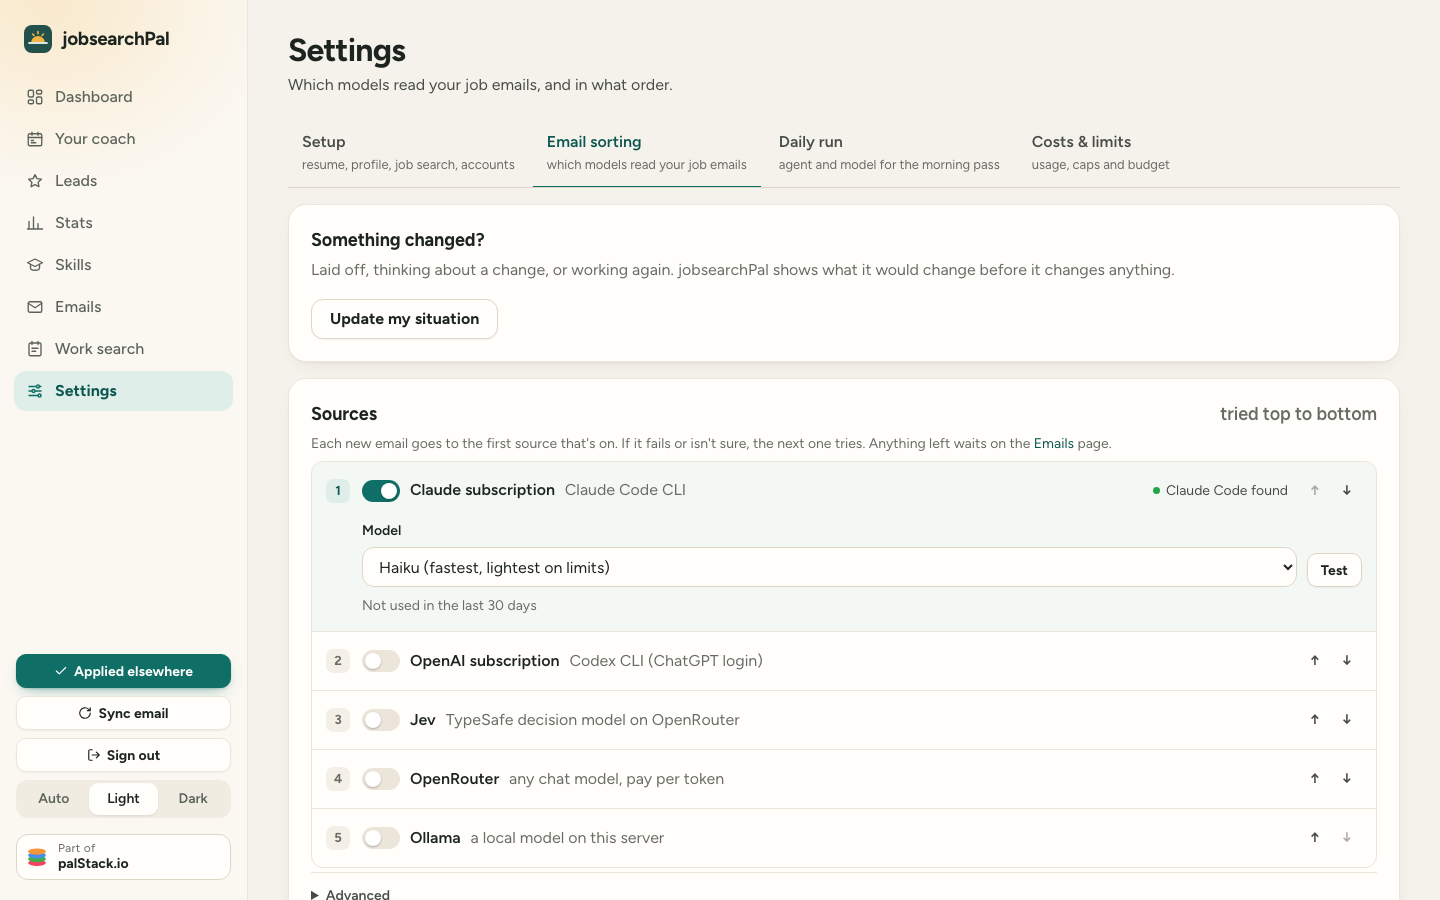 jobsearchPal
Dashboard
Your coach
Leads
Stats
Skills
Emails
Work search
Settings
Applied elsewhere
Sync email
Sign out
Auto
Light
Dark
Part of
palStack.io
Settings
Which models read your job emails, and in what order.
Setup
resume, profile, job search, accounts
Email sorting
which models read your job emails
Daily run
agent and model for the morning pass
Costs & limits
usage, caps and budget
Something changed?
Laid off, thinking about a change, or working again. jobsearchPal shows what it would change before it changes anything.
Update my situation
Sources
tried top to bottom
Each new email goes to the first source that's on. If it fails or isn't sure, the next one tries. Anything left waits on the Emails page.
1 Claude subscription Claude Code CLI
Claude Code found ↑ ↓
Model
Haiku (fastest, lightest on limits)
Test
Not used in the last 30 days
2 OpenAI subscription Codex CLI (ChatGPT login) ↑ ↓
3 Jev TypeSafe decision model on OpenRouter ↑ ↓
4 OpenRouter any chat model, pay per token ↑ ↓
5 Ollama a local model on this server ↑ ↓
Advanced